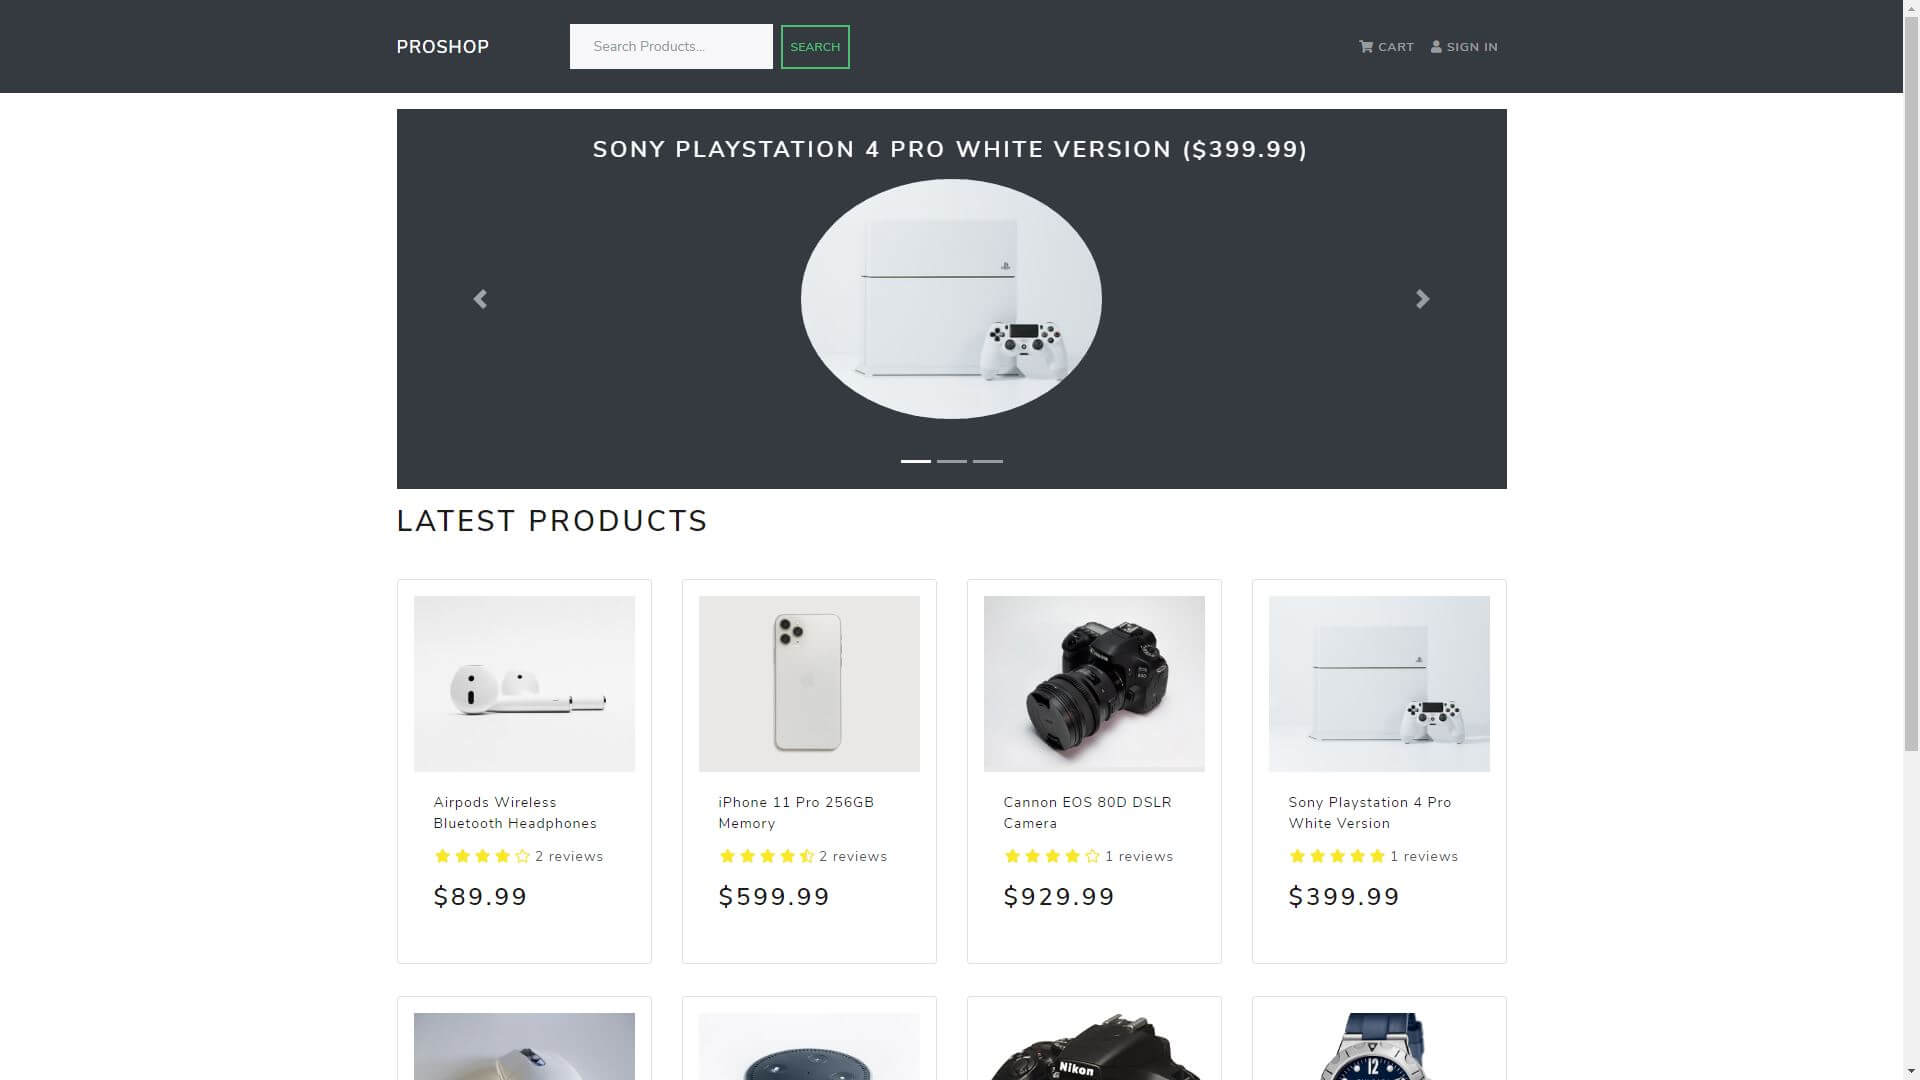 PROSHOP
Search Products...
SEARCH
CART
SIGN IN
SONY PLAYSTATION 4 PRO WHITE VERSION ($399.99)
LATEST PRODUCTS
Airpods Wireless
Bluetooth Headphones
2 reviews
$89.99
iPhone 11 Pro 256GB
Memory
2 reviews
$599.99
Cannon EOS 80D DSLR
Camera
1 reviews
$929.99
Sony Playstation 4 Pro
White Version
1 reviews
$399.99
Nikon
12